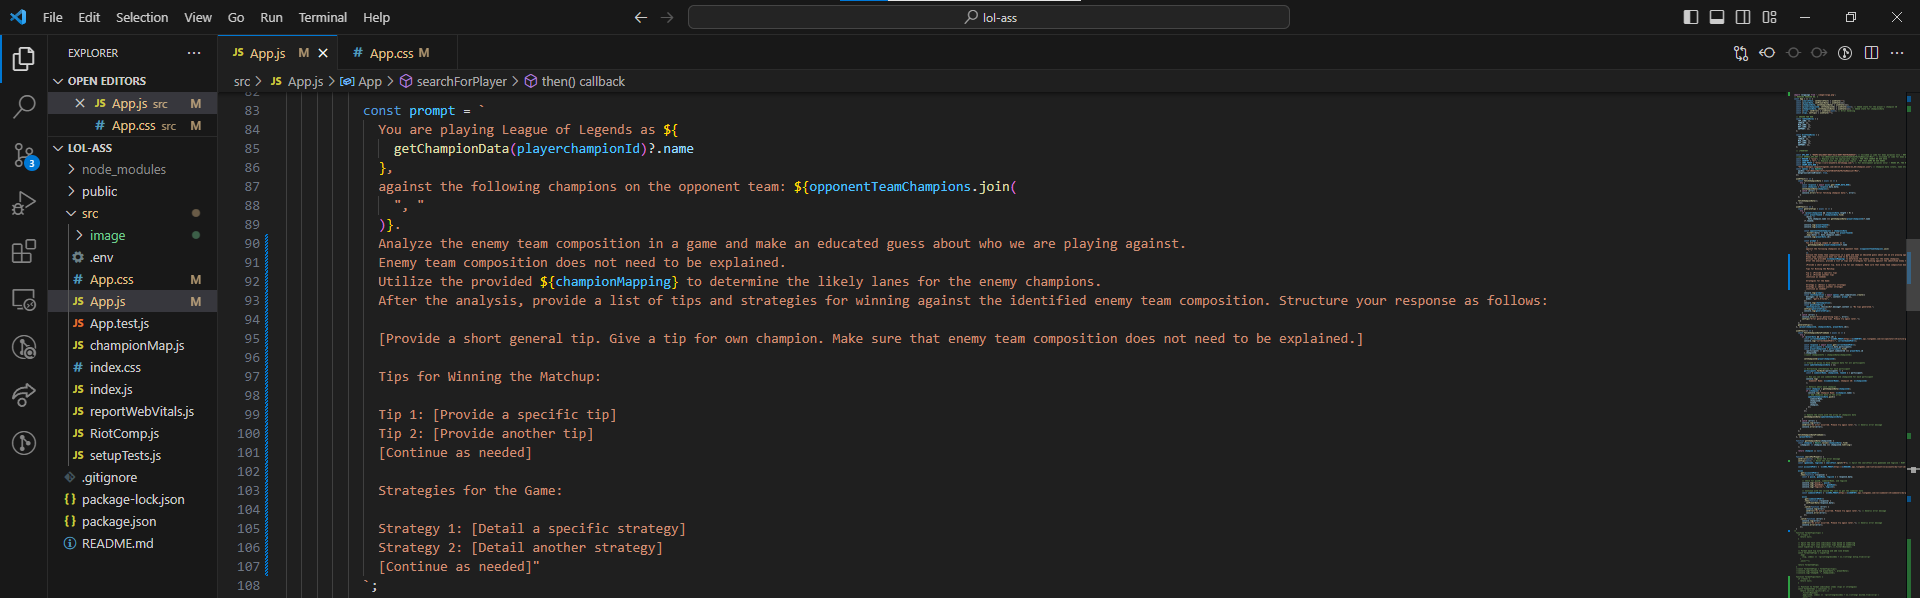 File Edit Selection View Go Run Terminal Help
lol-ass
EXPLORER
OPEN EDITORS
App.js src M
App.css src M
LOL-ASS
node_modules
public
src
image
.env
App.css M
App.js M
App.test.js
championMap.js
index.css
index.js
reportWebVitals.js
RiotComp.js
setupTests.js
.gitignore
package-lock.json
package.json
README.md
3
JS App.js M
# App.css M
src > JS App.js > App > searchForPlayer > then() callback
82
83 const prompt = `
84 You are playing League of Legends as ${
85 getChampionData(playerchampionId)?.name
86 },
87 against the following champions on the opponent team: ${opponentTeamChampions.join(
88 ", "
89 )}.
90 Analyze the enemy team composition in a game and make an educated guess about who we are playing against.
91 Enemy team composition does not need to be explained.
92 Utilize the provided ${championMapping} to determine the likely lanes for the enemy champions.
93 After the analysis, provide a list of tips and strategies for winning against the identified enemy team composition. Structure your response as follows:
94
95 [Provide a short general tip. Give a tip for own champion. Make sure that enemy team composition does not need to be explained.]
96
97 Tips for Winning the Matchup:
98
99 Tip 1: [Provide a specific tip]
100 Tip 2: [Provide another tip]
101 [Continue as needed]
102
103 Strategies for the Game:
104
105 Strategy 1: [Detail a specific strategy]
106 Strategy 2: [Detail another strategy]
107 [Continue as needed]"
108 `;